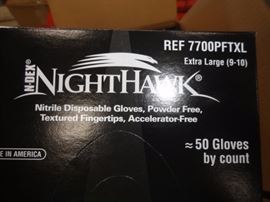 REF 7700PFTXL
Extra Large (9-10)
N-DEX® NIGHTHAWK®
Nitrile Disposable Gloves, Powder Free,
Textured Fingertips, Accelerator-Free
≈ 50 Gloves
by count
E IN AMERICA